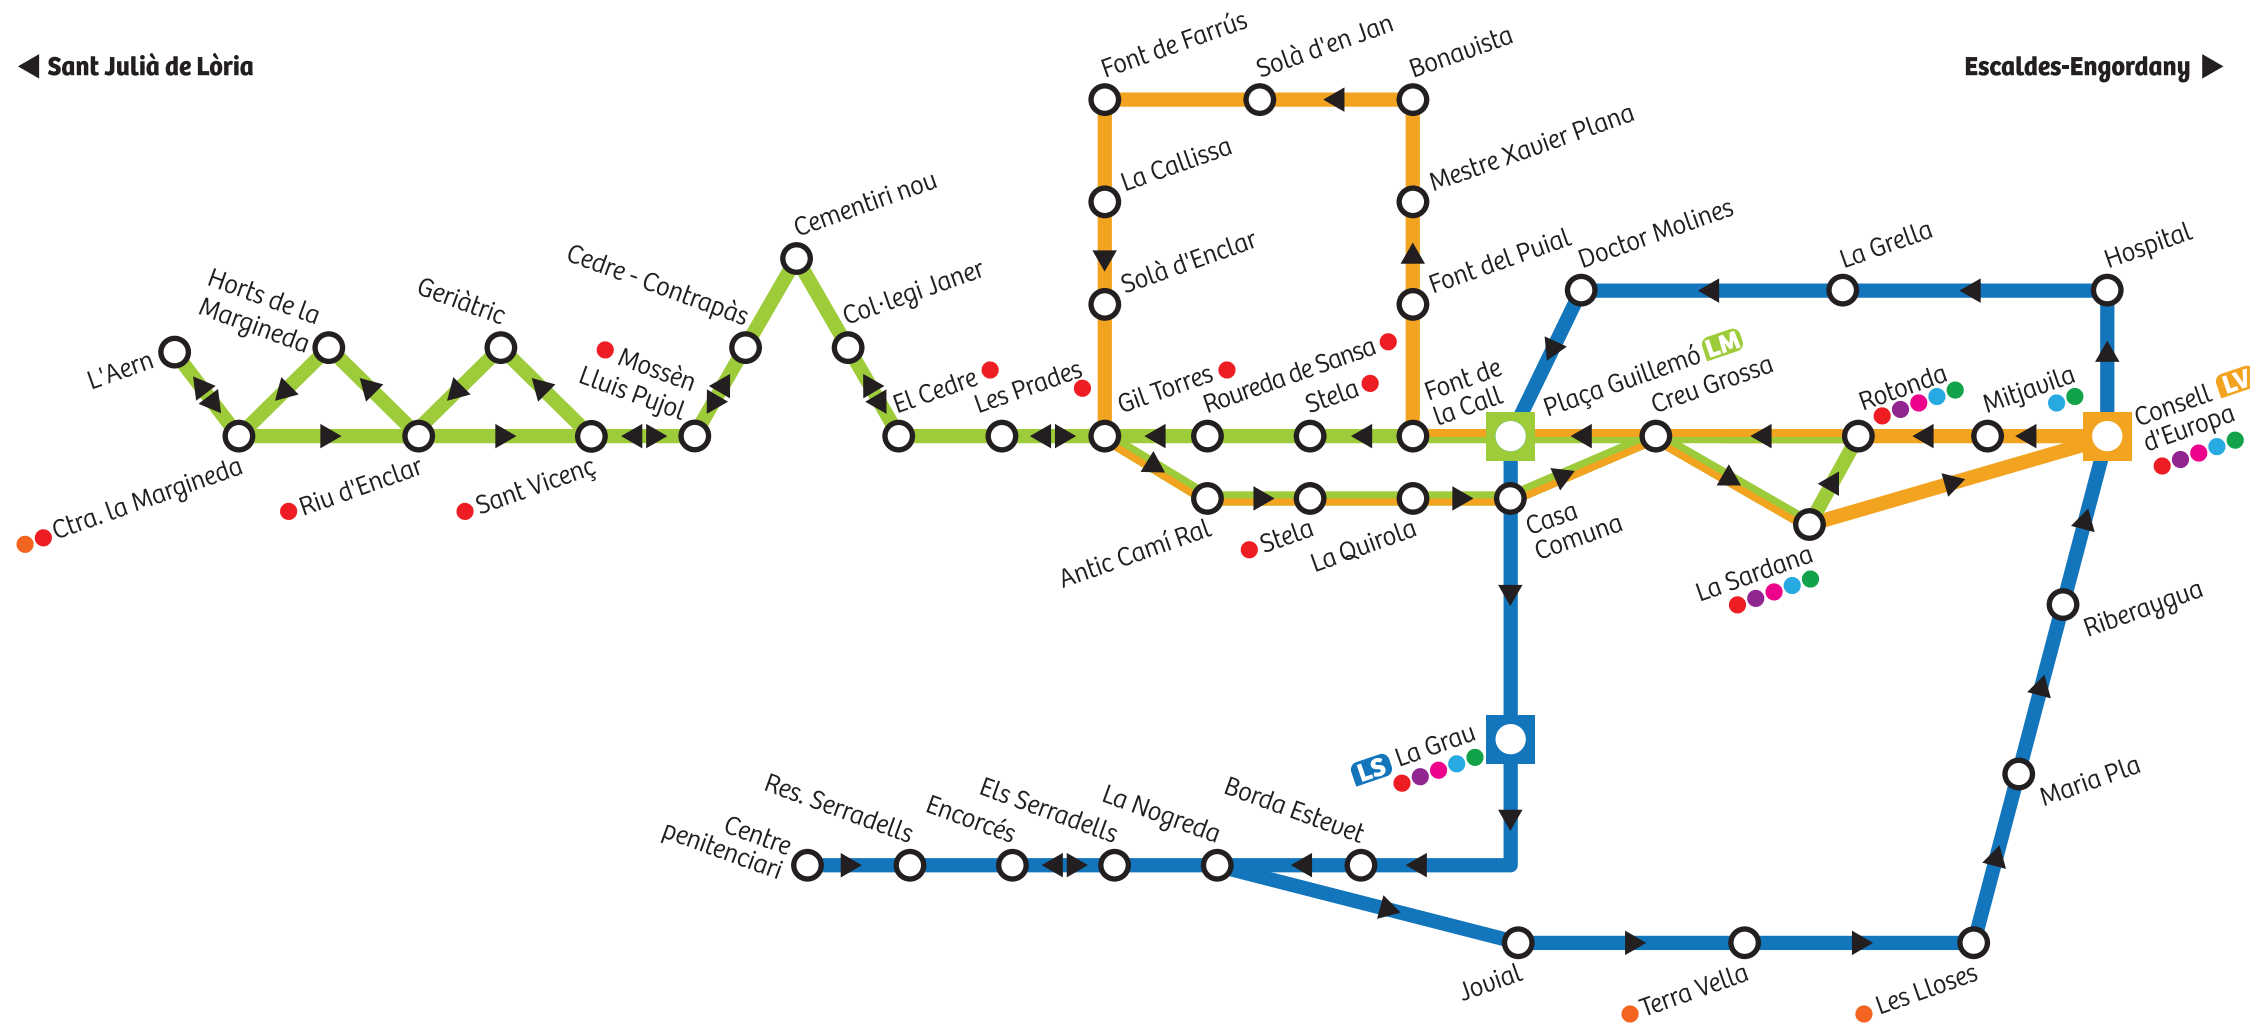 Sant Julià de Lòria
Escaldes-Engordany
Font de Farrús
Solà d'en Jan
Bonavista
La Callissa
Mestre Xavier Plana
Solà d'Enclar
Font del Puial
Doctor Molines
La Grella
Hospital
Cementiri nou
Cedre - Contrapàs
Col·legi Janer
Horts de la
Margineda
Geriàtric
L'Aern
Mossèn
Lluis Pujol
El Cedre
Les Prades
Gil Torres
Roureda de Sansa
Stela
Font de
la Call
Plaça Guillemó LM
Creu Grossa
Rotonda
Mitjavila
Consell LV
d'Europa
Ctra. la Margineda
Riu d'Enclar
Sant Vicenç
Antic Camí Ral
Stela
La Quirola
Casa
Comuna
La Sardana
Riberaygua
LS La Grau
Maria Pla
Centre
penitenciari
Res. Serradells
Encorcés
Els Serradells
La Nogreda
Borda Estevet
Jovial
Terra Vella
Les Lloses